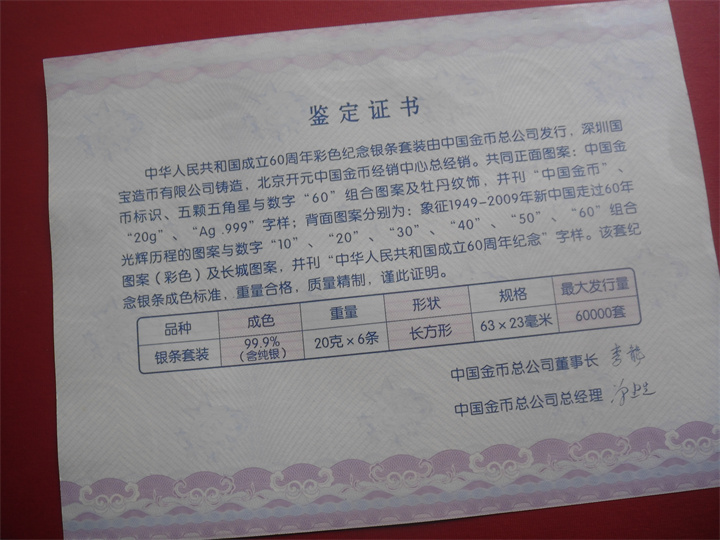 鉴定证书
中华人民共和国成立60周年彩色纪念银条套装由中国金币总公司发行，深圳国
宝造币有限公司铸造，北京开元中国金币经销中心总经销。共同正面图案：中国金
币标识、五颗五角星与数字“60”组合图案及牡丹纹饰，并刊“中国金币”、
“20g”、“Ag .999”字样；背面图案分别为：象征1949-2009年新中国走过60年
光辉历程的图案与数字“10”、“20”、“30”、“40”、“50”、“60”组合
图案（彩色）及长城图案，并刊“中华人民共和国成立60周年纪念”字样。该套纪
念银条成色标准，重量合格，质量精制，谨此证明。
品种 成色 重量 形状 规格 最大发行量
银条套装 99.9%（含纯银） 20克×6条 长方形 63×23毫米 60000套
中国金币总公司董事长
中国金币总公司总经理